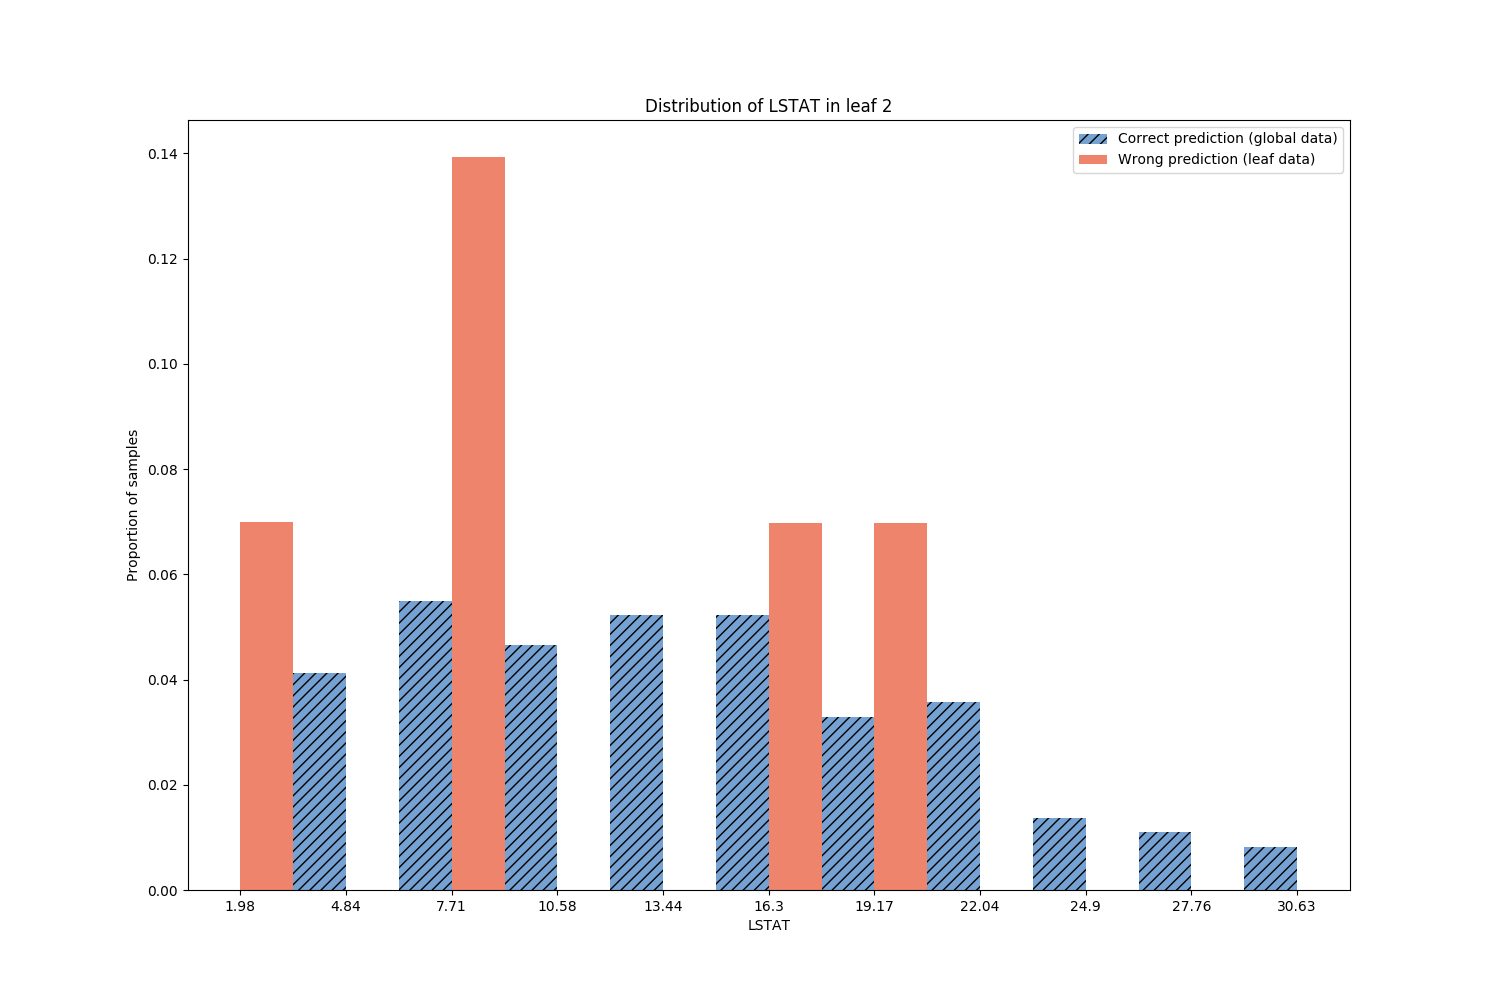 Distribution of LSTAT in leaf 2
Correct prediction (global data)
Wrong prediction (leaf data)
Proportion of samples
0.14
0.12
0.10
0.08
0.06
0.04
0.02
0.00
1.98 4.84 7.71 10.58 13.44 16.3 19.17 22.04 24.9 27.76 30.63
LSTAT